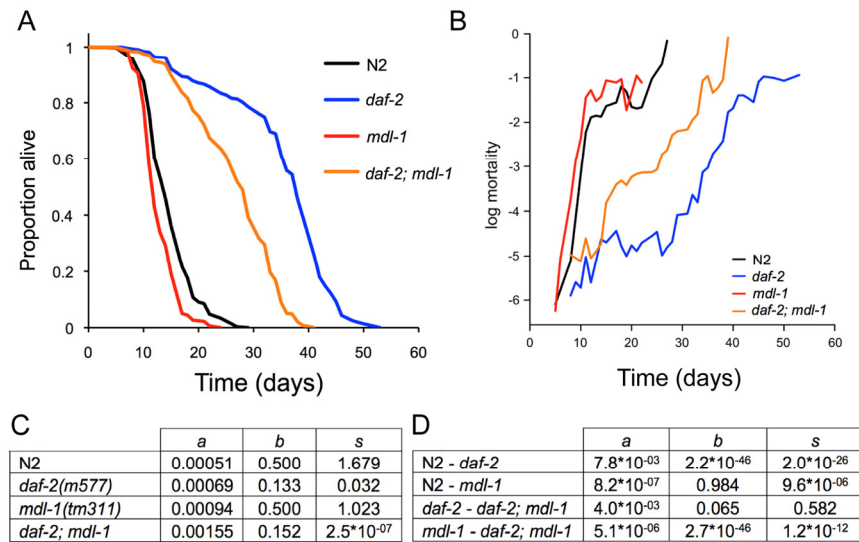 A
1
0.8
0.6
0.4
0.2
0
0 10 20 30 40 50 60
Proportion alive
Time (days)
N2
daf-2
mdl-1
daf-2; mdl-1
B
0
-1
-2
-3
-4
-5
-6
0 10 20 30 40 50 60
log mortality
Time (days)
N2
daf-2
mdl-1
daf-2; mdl-1
C
a b s
N2 0.00051 0.500 1.679
daf-2(m577) 0.00069 0.133 0.032
mdl-1(tm311) 0.00094 0.500 1.023
daf-2; mdl-1 0.00155 0.152 2.5*10⁻⁰⁷
D
a b s
N2 - daf-2 7.8*10⁻⁰³ 2.2*10⁻⁴⁶ 2.0*10⁻²⁶
N2 - mdl-1 8.2*10⁻⁰⁷ 0.984 9.6*10⁻⁰⁶
daf-2 - daf-2; mdl-1 4.0*10⁻⁰³ 0.065 0.582
mdl-1 - daf-2; mdl-1 5.1*10⁻⁰⁶ 2.7*10⁻⁴⁶ 1.2*10⁻¹²